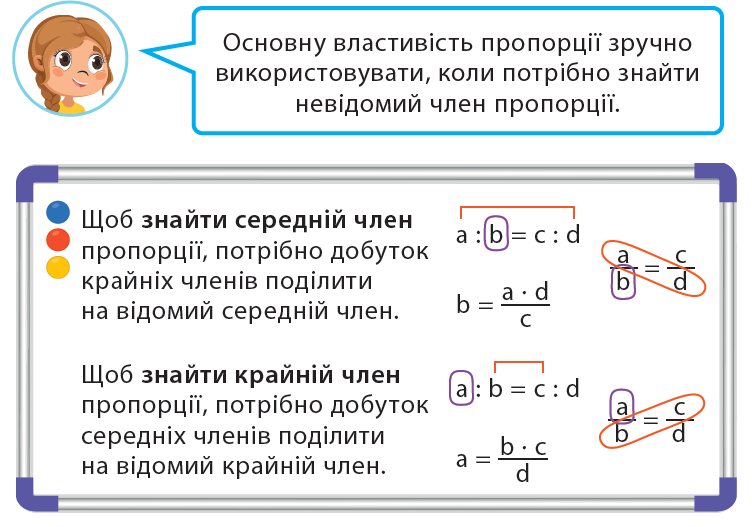 Основну властивість пропорції зручно
використовувати, коли потрібно знайти
невідомий член пропорції.
Щоб знайти середній член
пропорції, потрібно добуток
крайніх членів поділити
на відомий середній член.
a : b = c : d
b = a · d / c
a / b = c / d
Щоб знайти крайній член
пропорції, потрібно добуток
середніх членів поділити
на відомий крайній член.
a : b = c : d
a = b · c / d
a / b = c / d